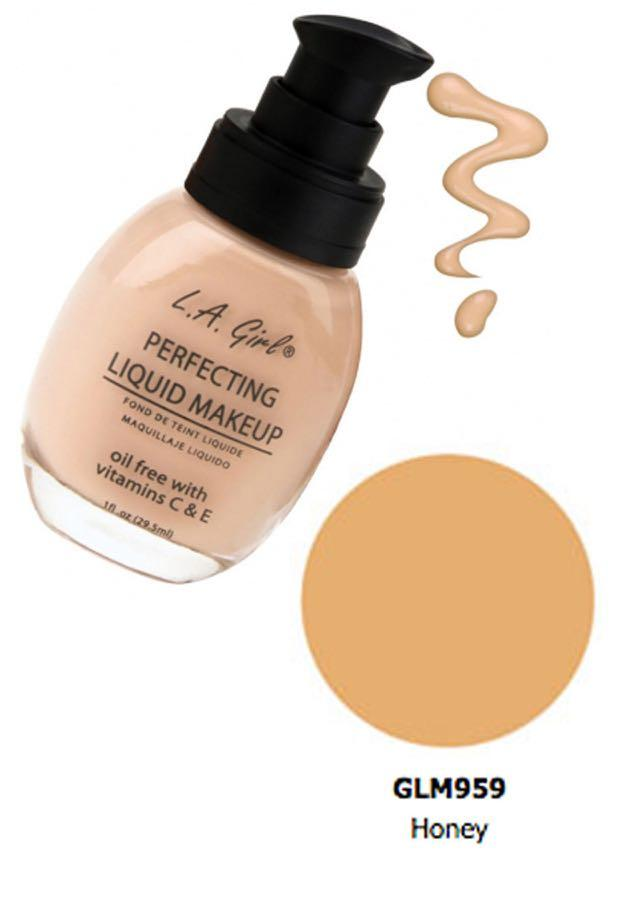 L.A. Girl®
PERFECTING
LIQUID MAKEUP
FOND DE TEINT LIQUIDE
MAQUILLAJE LIQUIDO
oil free with
vitamins C & E
1fl .oz (29.5ml)
GLM959
Honey